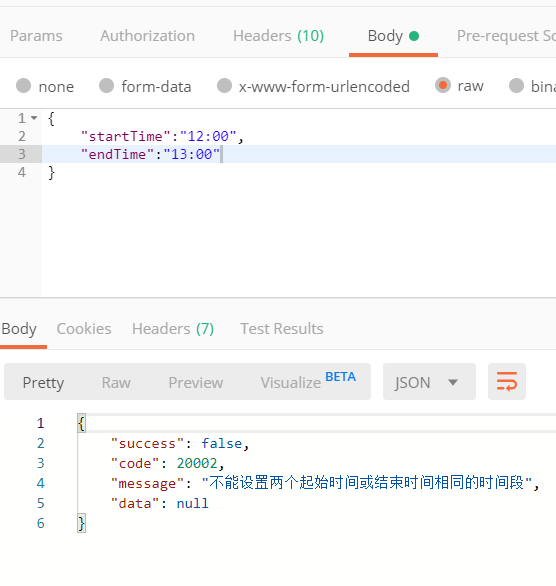 Params Authorization Headers (10) Body Pre-request Sc
none form-data x-www-form-urlencoded raw bina
1 {
2 "startTime":"12:00",
3 "endTime":"13:00"
4 }
Body Cookies Headers (7) Test Results
Pretty Raw Preview Visualize BETA JSON
1 {
2 "success": false,
3 "code": 20002,
4 "message": "不能设置两个起始时间或结束时间相同的时间段",
5 "data": null
6 }